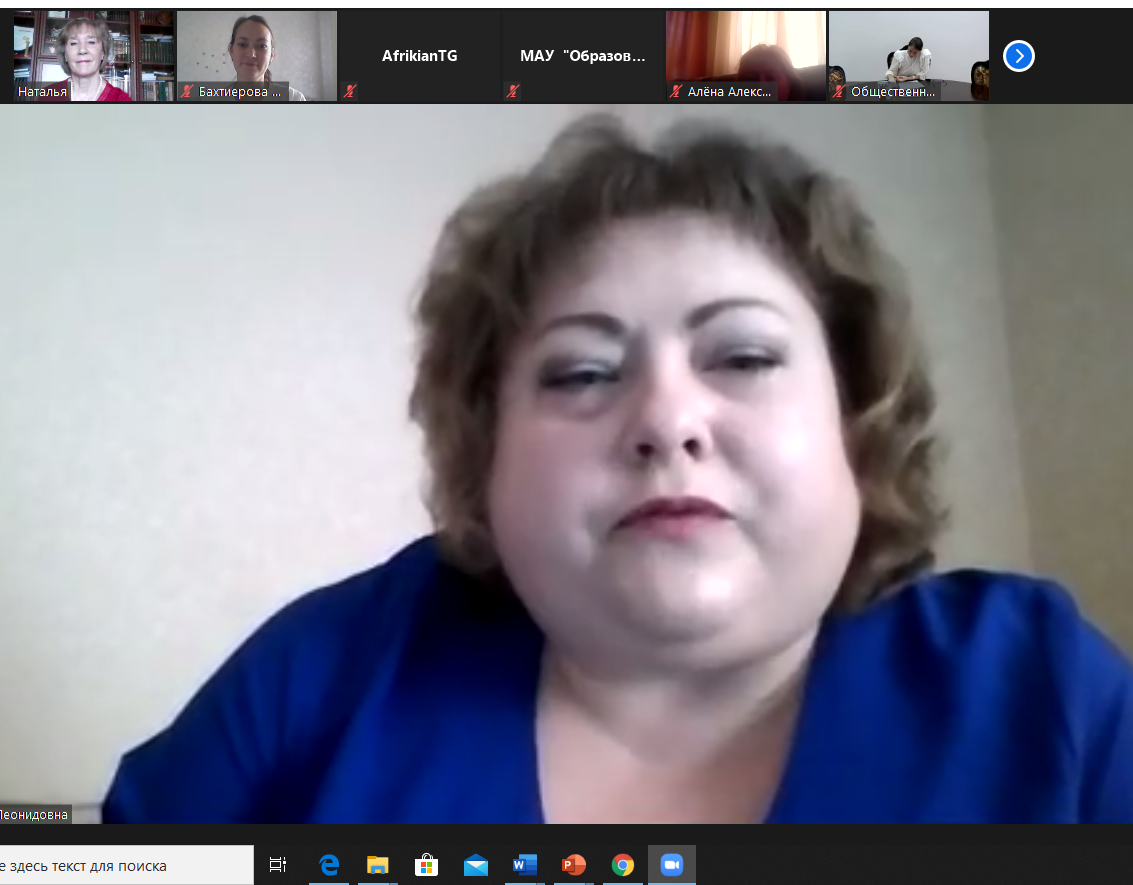 Наталья
Бахтиерова ...
AfrikianTG
МАУ "Образов...
Алёна Алекс...
Общественн...
Леонидовна
е здесь текст для поиска